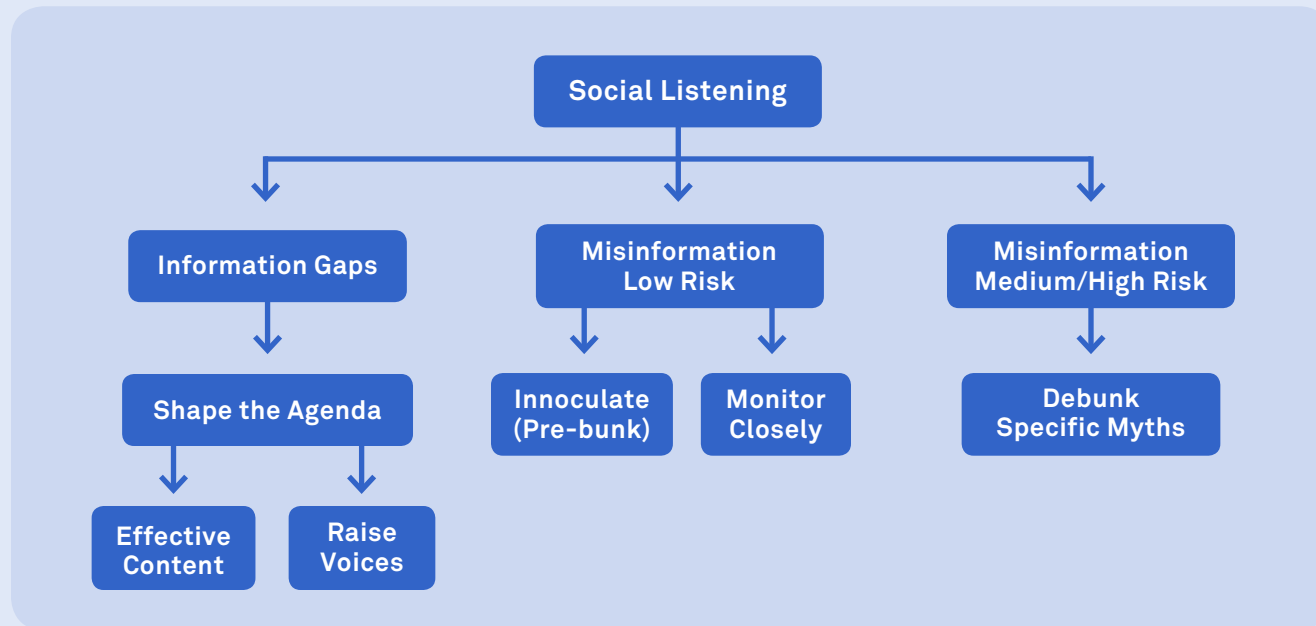 Social Listening
Information Gaps
Misinformation
Low Risk
Misinformation
Medium/High Risk
Shape the Agenda
Innoculate
(Pre-bunk)
Monitor
Closely
Debunk
Specific Myths
Effective
Content
Raise
Voices